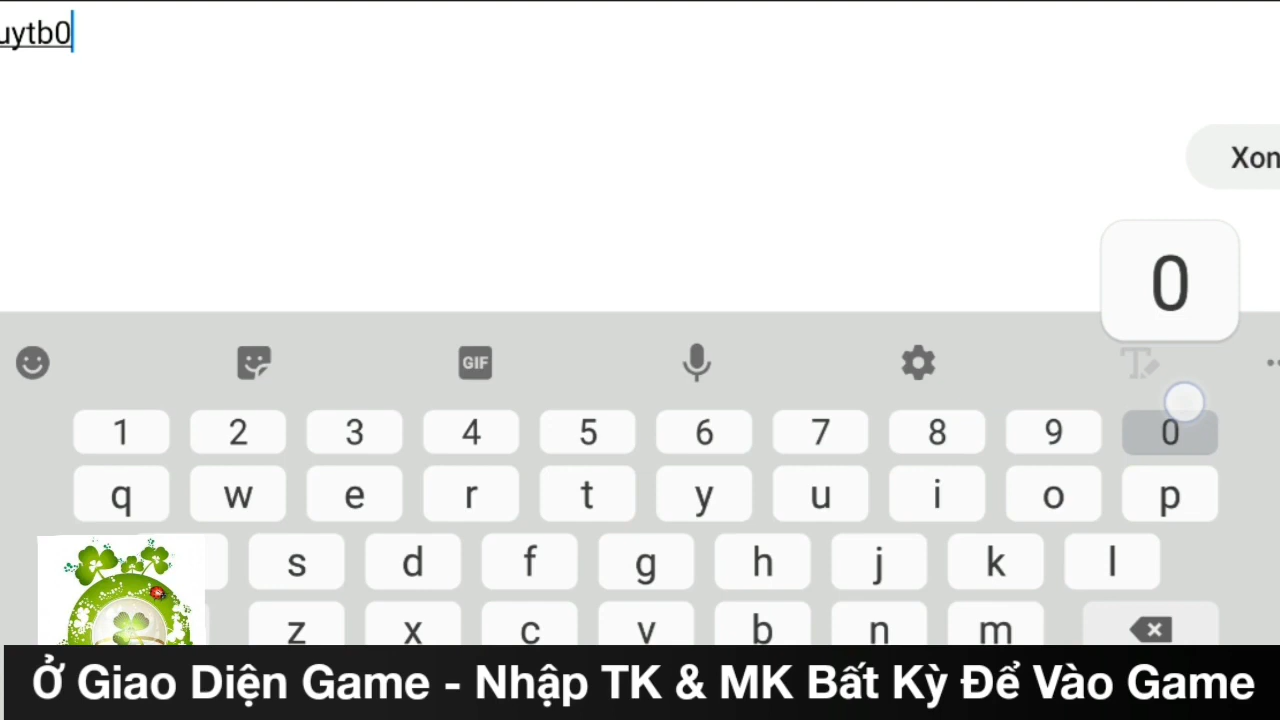 uytb0
Xon
0
GIF
1 2 3 4 5 6 7 8 9 0
q w e r t y u i o p
s d f g h j k l
z x c v b n m
Ở Giao Diện Game - Nhập TK & MK Bất Kỳ Để Vào Game